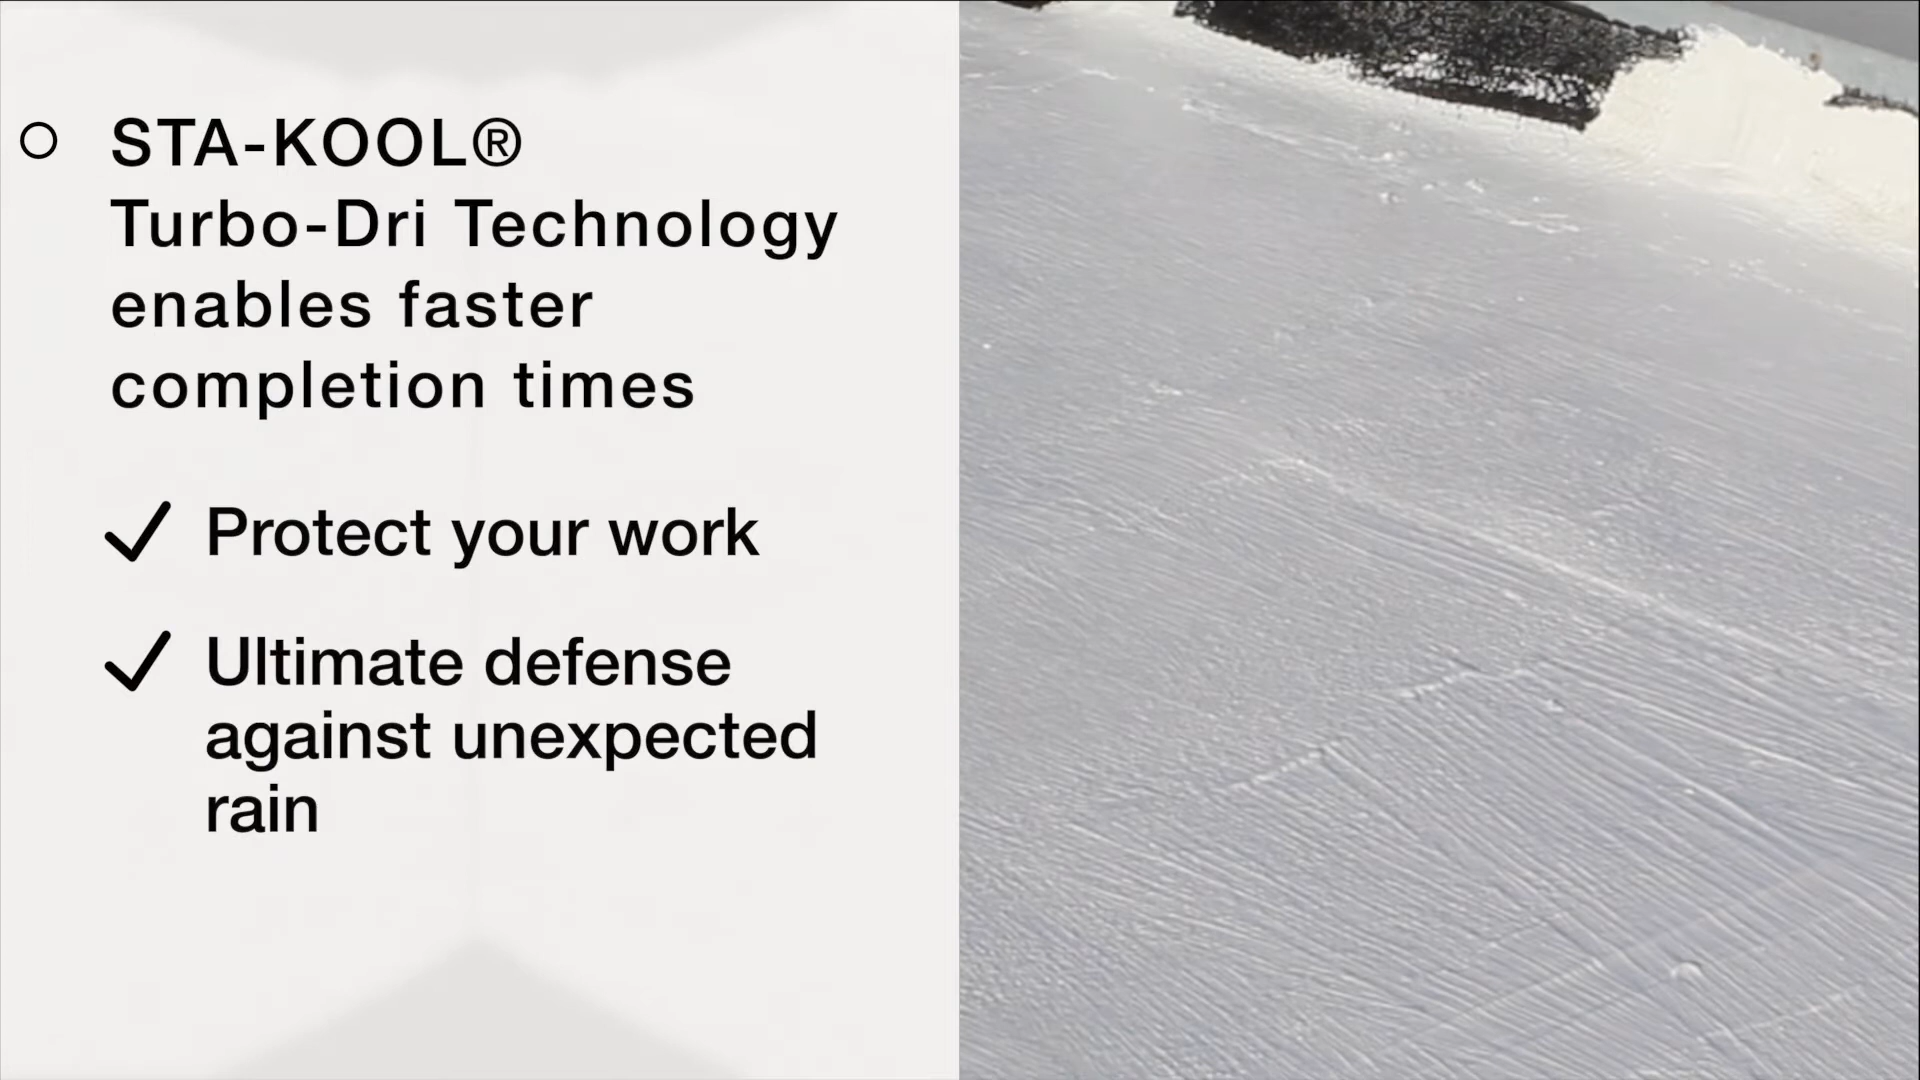 STA-KOOL®
Turbo-Dri Technology
enables faster
completion times
Protect your work
Ultimate defense
against unexpected
rain